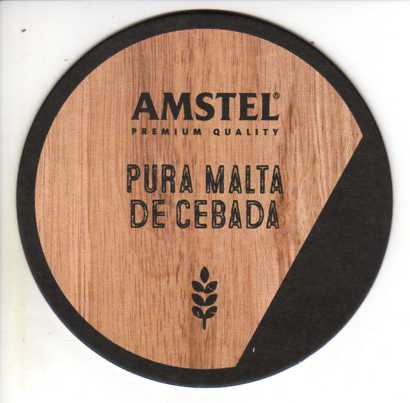 AMSTEL®
PREMIUM QUALITY
PURA MALTA
DE CEBADA